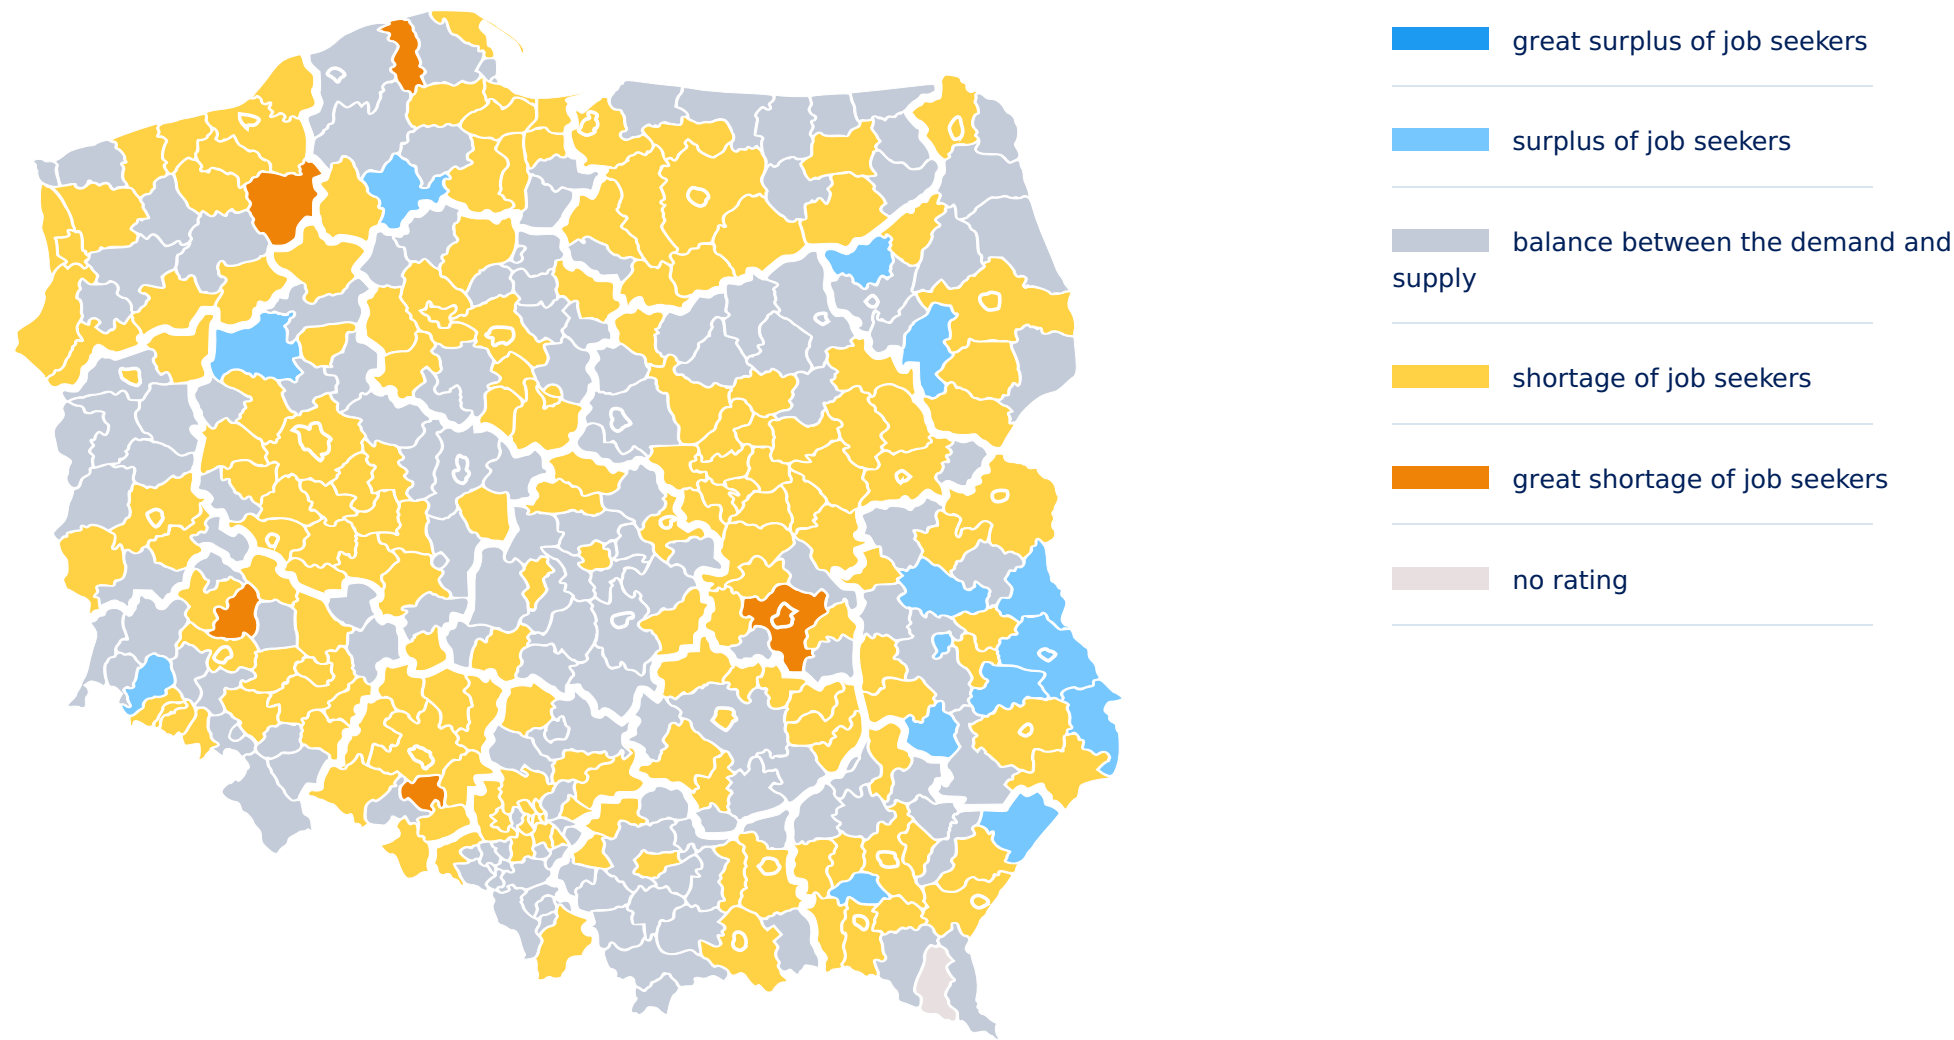 great surplus of job seekers
surplus of job seekers
balance between the demand and
supply
shortage of job seekers
great shortage of job seekers
no rating